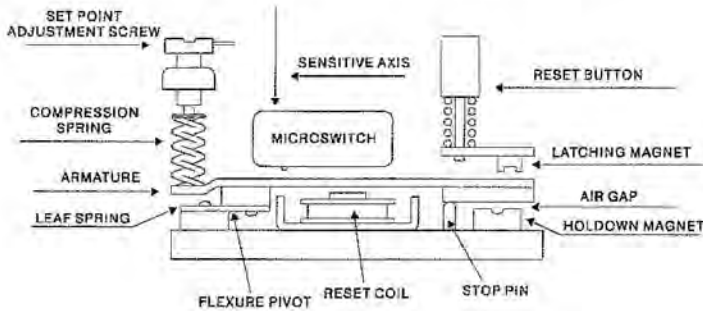 SET POINT
ADJUSTMENT SCREW
SENSITIVE AXIS
RESET BUTTON
COMPRESSION
SPRING
MICROSWITCH
LATCHING MAGNET
ARMATURE
AIR GAP
LEAF SPRING
HOLDOWN MAGNET
FLEXURE PIVOT
RESET COIL
STOP PIN